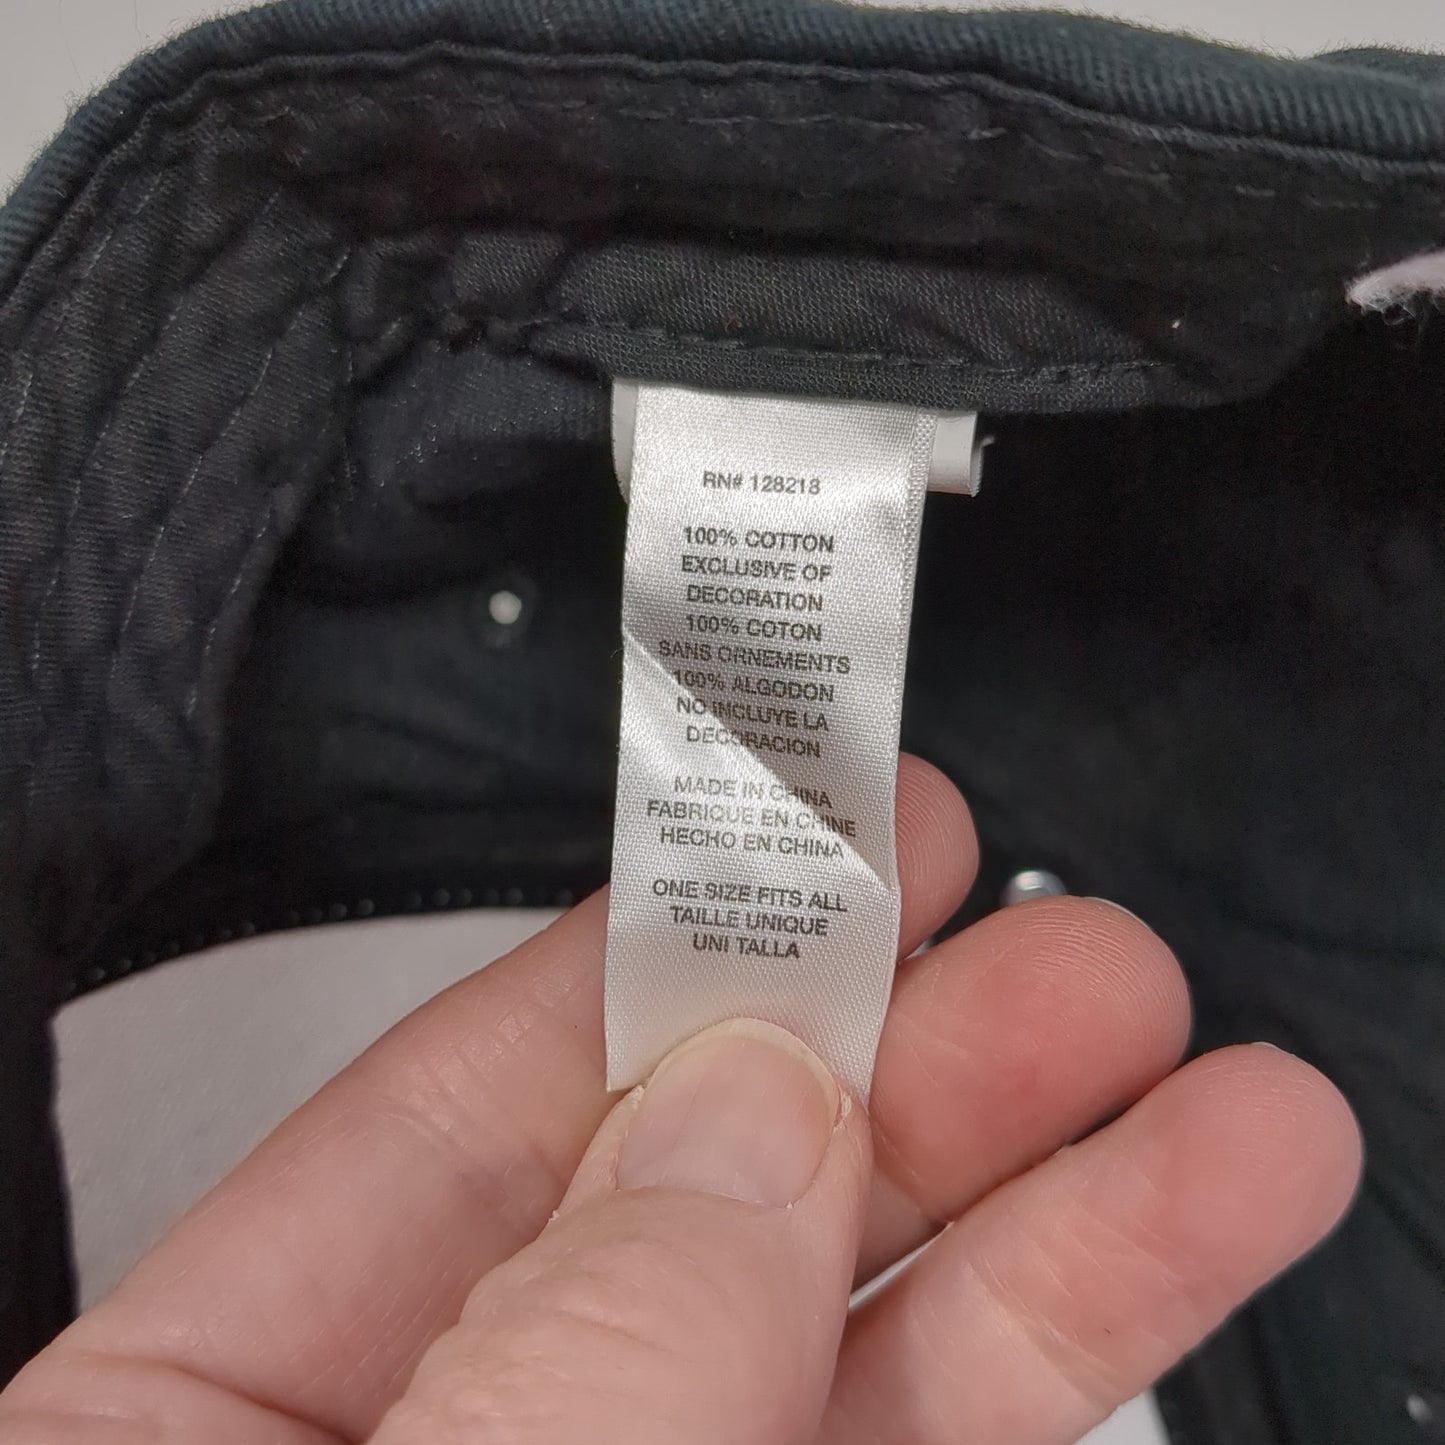 RN# 128218
100% COTTON
EXCLUSIVE OF
DECORATION
100% COTON
SANS ORNEMENTS
100% ALGODON
NO INCLUYE LA
DECORACION
MADE IN CHINA
FABRIQUE EN CHINE
HECHO EN CHINA
ONE SIZE FITS ALL
TAILLE UNIQUE
UNI TALLA